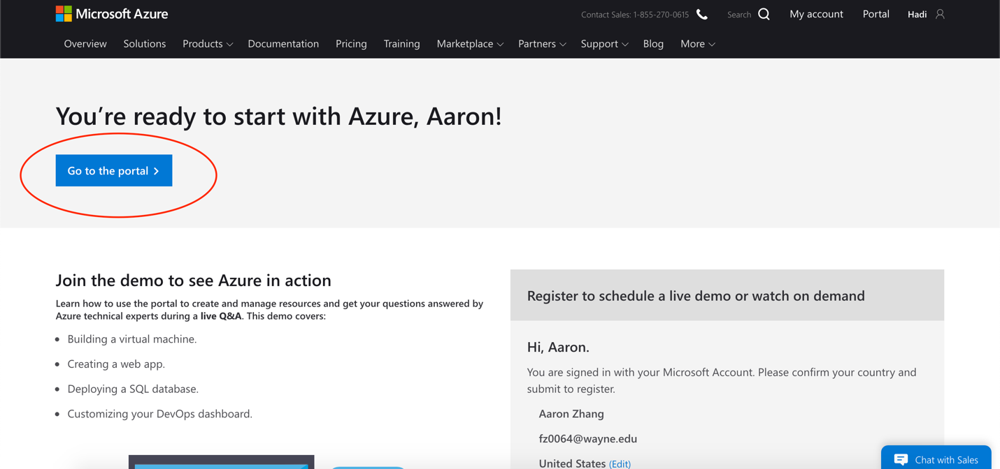 Microsoft Azure
Contact Sales: 1-855-270-0615
Search
My account
Portal
Hadi
Overview
Solutions
Products
Documentation
Pricing
Training
Marketplace
Partners
Support
Blog
More
You’re ready to start with Azure, Aaron!
Go to the portal
Join the demo to see Azure in action
Learn how to use the portal to create and manage resources and get your questions answered by
Azure technical experts during a live Q&A. This demo covers:
Building a virtual machine.
Creating a web app.
Deploying a SQL database.
Customizing your DevOps dashboard.
Register to schedule a live demo or watch on demand
Hi, Aaron.
You are signed in with your Microsoft Account. Please confirm your country and
submit to register.
Aaron Zhang
fz0064@wayne.edu
United States (Edit)
Chat with Sales